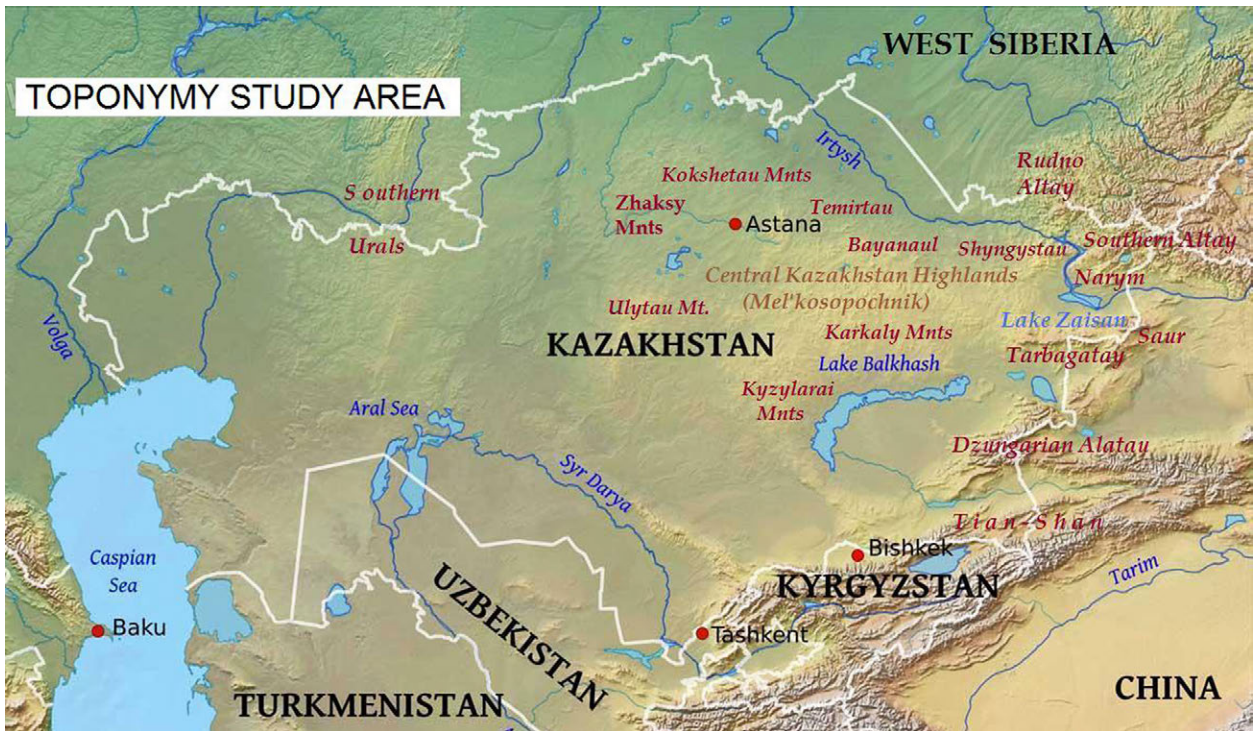 WEST SIBERIA
TOPONYMY STUDY AREA
Irtysh
Rudno
Altay
Kokshetau Mnts
Southern
Urals
Zhaksy
Mnts
Temirtau
Astana
Bayanaul
Shyngystau
Southern Altay
Central Kazakhstan Highlands
(Mel'kosopochnik)
Narym
Ulytau Mt.
Lake Zaisan
Volga
KAZAKHSTAN
Karkaly Mnts
Saur
Tarbagatay
Lake Balkhash
Kyzylarai
Mnts
Aral Sea
Dzungarian Alatay
Syr Darya
Tian-Shan
Bishkek
Caspian
Sea
KYRGYZSTAN
Tarim
UZBEKISTAN
Baku
Tashkent
TURKMENISTAN
CHINA